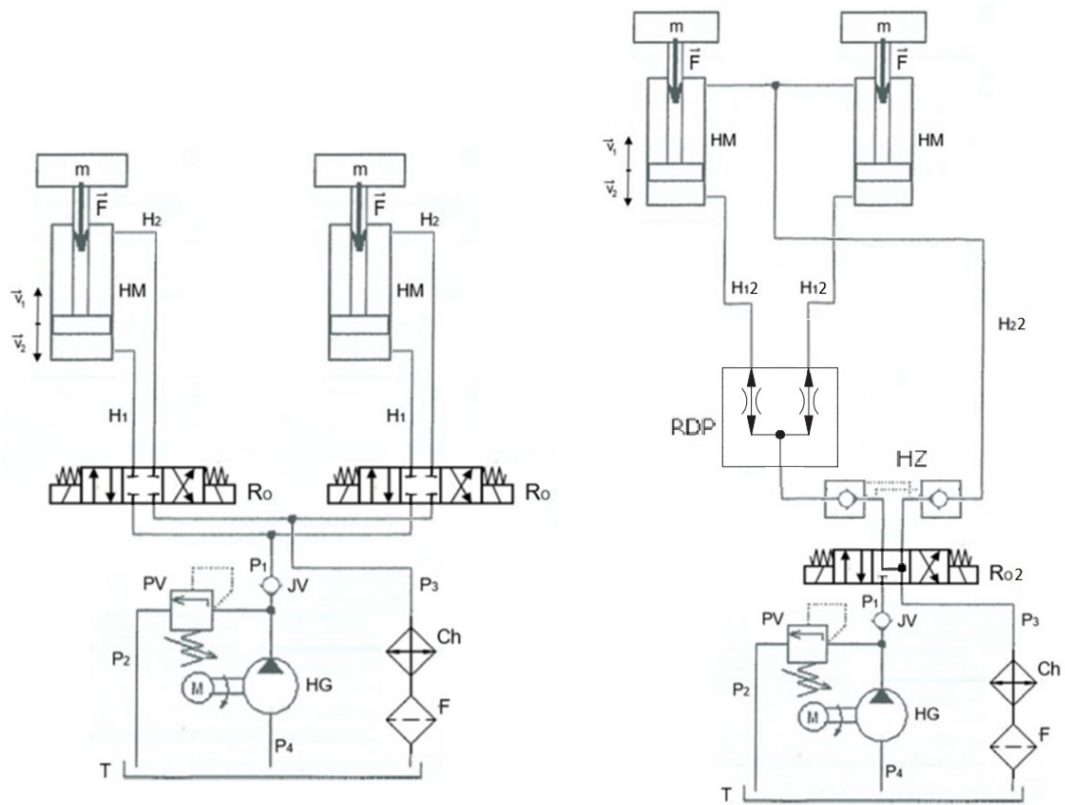 m
m
F
F
H2
H2
HM
HM
v1
v2
H1
H1
Ro
Ro
P1
PV
JV
P3
Ch
P2
M
HG
F
P4
T
m
m
F
F
HM
HM
v1
v2
H12
H12
H22
RDP
HZ
Ro2
P1
PV
JV
P3
Ch
P2
M
HG
F
P4
T